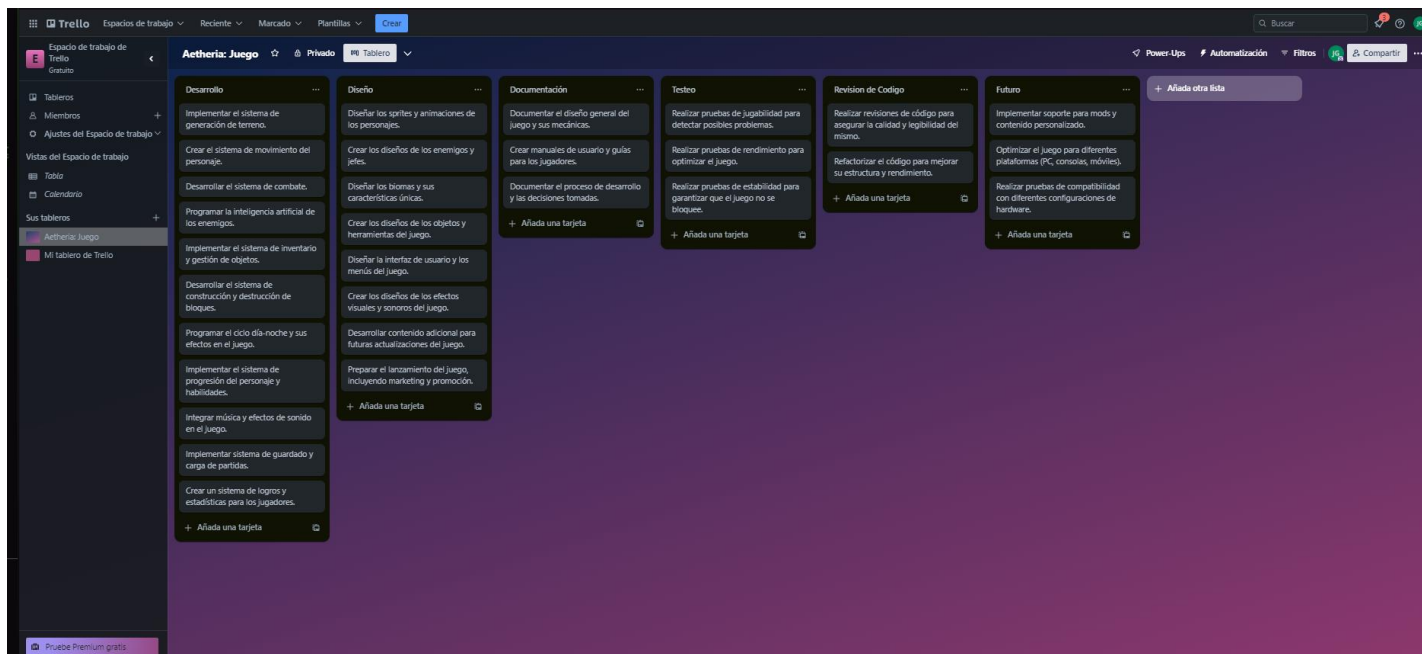 Trello
Espacios de trabajo
Reciente
Marcado
Plantillas
Crear
Buscar
E
Espacio de trabajo de
Trello
Gratuito
Tableros
Miembros
Ajustes del Espacio de trabajo
Vistas del Espacio de trabajo
Tabla
Calendario
Sus tableros
Aetheria: Juego
Mi tablero de Trello
Pruebe Premium gratis
Aetheria: Juego
Privado
Tablero
Power-Ups
Automatización
Filtros
JG
Compartir
Desarrollo
Implementar el sistema de
generación de terreno.
Crear el sistema de movimiento del
personaje.
Desarrollar el sistema de combate.
Programar la inteligencia artificial de
los enemigos.
Implementar el sistema de inventario
y gestión de objetos.
Desarrollar el sistema de
construcción y destrucción de
bloques.
Programar el ciclo día-noche y sus
efectos en el juego.
Implementar el sistema de
progresión del personaje y
habilidades.
Integrar música y efectos de sonido
en el juego.
Implementar sistema de guardado y
carga de partidas.
Crear un sistema de logros y
estadísticas para los jugadores.
+ Añada una tarjeta
Diseño
Diseñar los sprites y animaciones de
los personajes.
Crear los diseños de los enemigos y
jefes.
Diseñar los biomas y sus
características únicas.
Crear los diseños de los objetos y
herramientas del juego.
Diseñar la interfaz de usuario y los
menús del juego.
Crear los diseños de los efectos
visuales y sonoros del juego.
Desarrollar contenido adicional para
futuras actualizaciones del juego.
Preparar el lanzamiento del juego,
incluyendo marketing y promoción.
+ Añada una tarjeta
Documentación
Documentar el diseño general del
juego y sus mecánicas.
Crear manuales de usuario y guías
para los jugadores.
Documentar el proceso de desarrollo
y las decisiones tomadas.
+ Añada una tarjeta
Testeo
Realizar pruebas de jugabilidad para
detectar posibles problemas.
Realizar pruebas de rendimiento para
optimizar el juego.
Realizar pruebas de estabilidad para
garantizar que el juego no se
bloquee.
+ Añada una tarjeta
Revision de Codigo
Realizar revisiones de código para
asegurar la calidad y legibilidad del
mismo.
Refactorizar el código para mejorar
su estructura y rendimiento.
+ Añada una tarjeta
Futuro
Implementar soporte para mods y
contenido personalizado.
Optimizar el juego para diferentes
plataformas (PC, consolas, móviles).
Realizar pruebas de compatibilidad
con diferentes configuraciones de
hardware.
+ Añada una tarjeta
+ Añada otra lista